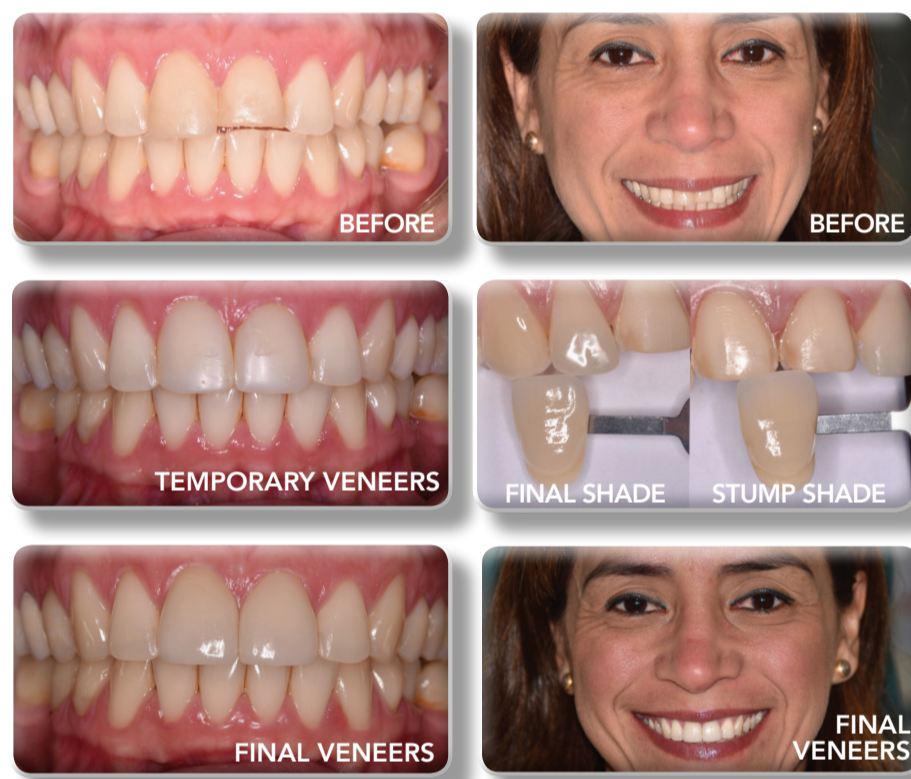 BEFORE
BEFORE
TEMPORARY VENEERS
FINAL SHADE
STUMP SHADE
FINAL VENEERS
FINAL
VENEERS